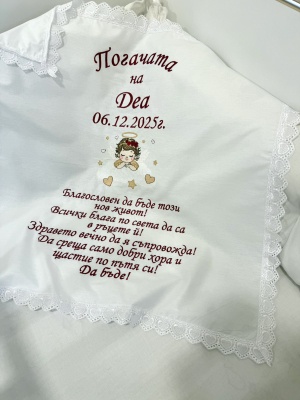 Погачата
на
Деа
06.12.2025г.
Благословен да бъде този
нов живот!
Всички блага по света да са
в ръцете ѝ!
Здравето вечно да я съпровожда!
Да среща само добри хора и
щастие по пътя си!
Да бъде!